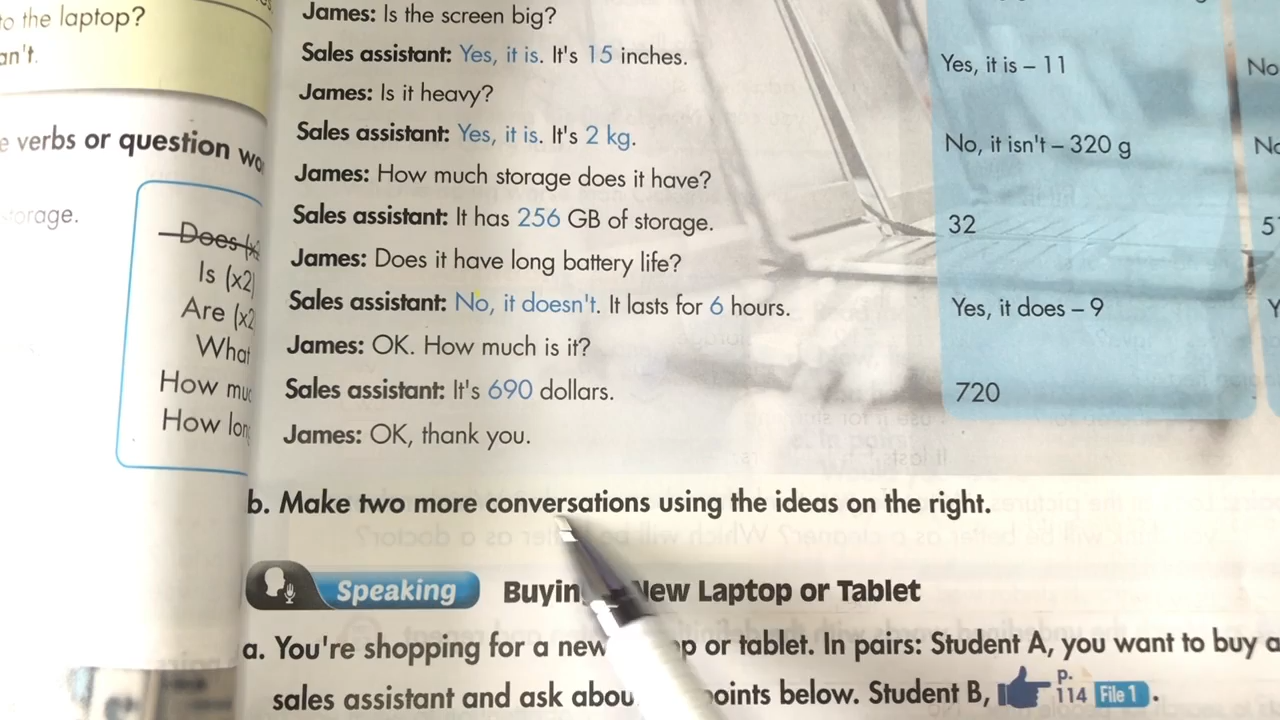 to the laptop?
an't.
verbs or question
storage.
Does (x2
Is (x2)
Are (x2
What
How
How
James: Is the screen big?
Sales assistant: Yes, it is. It's 15 inches.
James: Is it heavy?
Sales assistant: Yes, it is. It's 2 kg.
James: How much storage does it have?
Sales assistant: It has 256 GB of storage.
James: Does it have long battery life?
Sales assistant: No, it doesn't. It lasts for 6 hours.
James: OK. How much is it?
Sales assistant: It's 690 dollars.
James: OK, thank you.
Yes, it is – 11
No, it isn't – 320 g
32
Yes, it does – 9
720
No
b. Make two more conversations using the ideas on the right.
Speaking
Buying New Laptop or Tablet
a. You're shopping for a new or tablet. In pairs: Student A, you want to buy a
sales assistant and ask points below. Student B, p. 114 File 1.